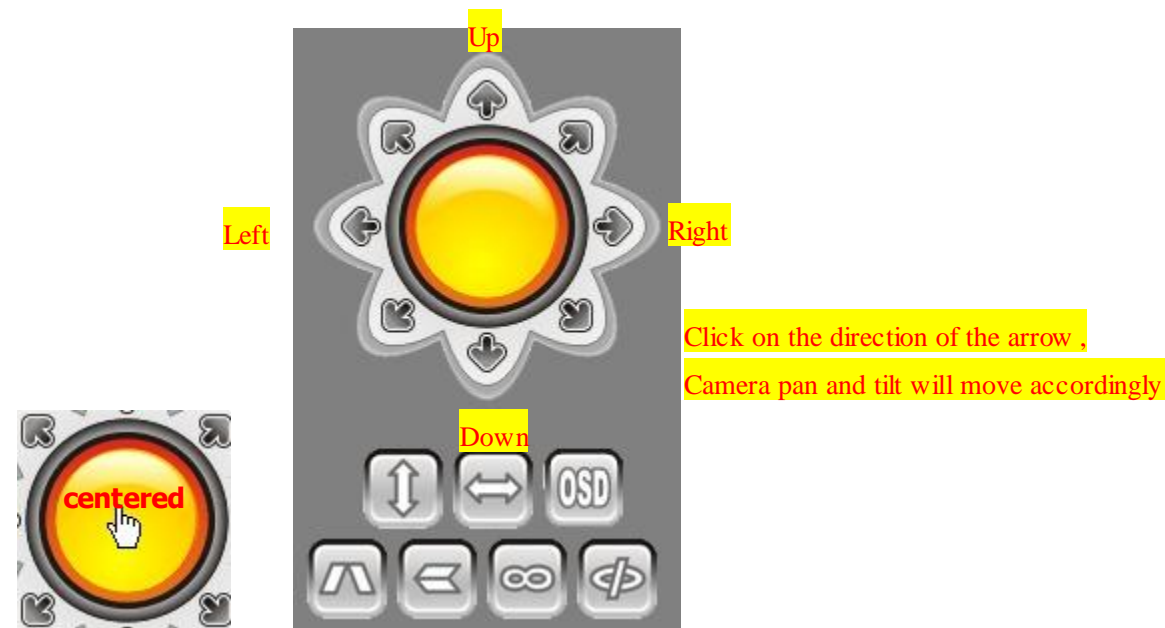 Up
Left
Right
Click on the direction of the arrow ,
Camera pan and tilt will move accordingly
Down
OSD
centered